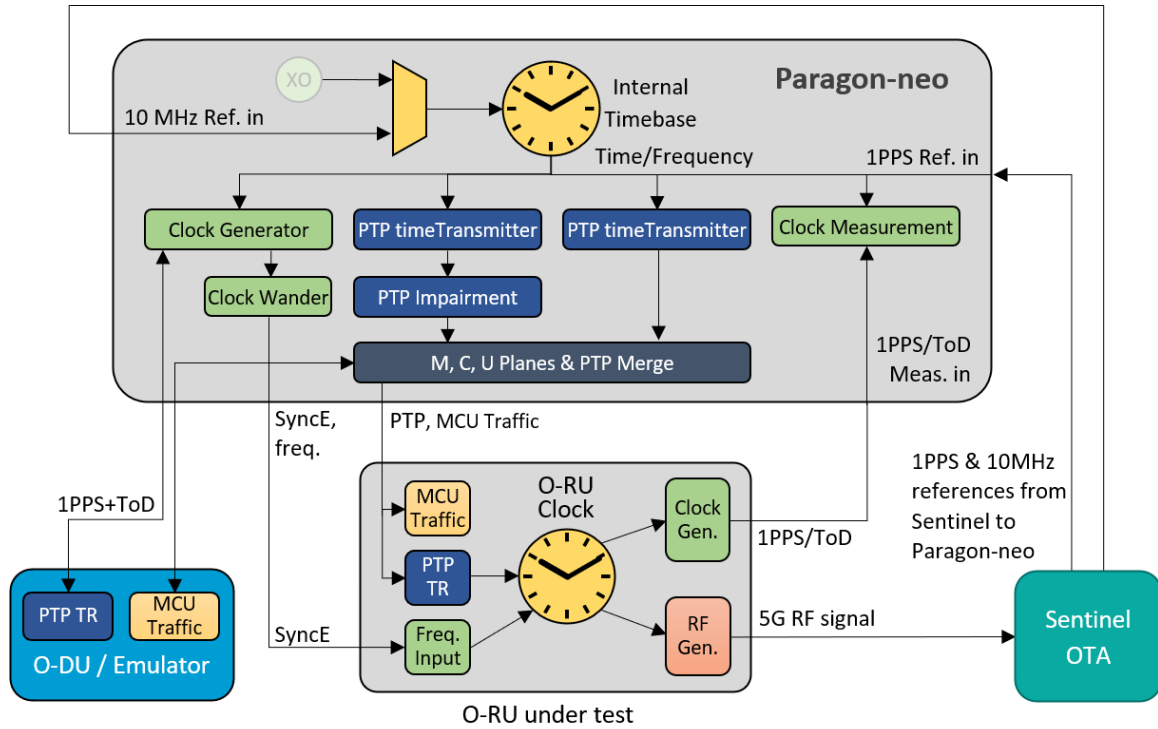 XO
Paragon-neo
Internal
Timebase
10 MHz Ref. in
Time/Frequency
1PPS Ref. in
Clock Generator
PTP timeTransmitter
PTP timeTransmitter
Clock Measurement
Clock Wander
PTP Impairment
M, C, U Planes & PTP Merge
1PPS/ToD
Meas. in
SyncE,
freq.
PTP, MCU Traffic
1PPS+ToD
MCU
Traffic
O-RU
Clock
Clock
Gen.
1PPS/ToD
1PPS & 10MHz
references from
Sentinel to
Paragon-neo
PTP
TR
PTP TR
MCU
Traffic
O-DU / Emulator
SyncE
Freq.
Input
RF
Gen.
5G RF signal
Sentinel
OTA
O-RU under test